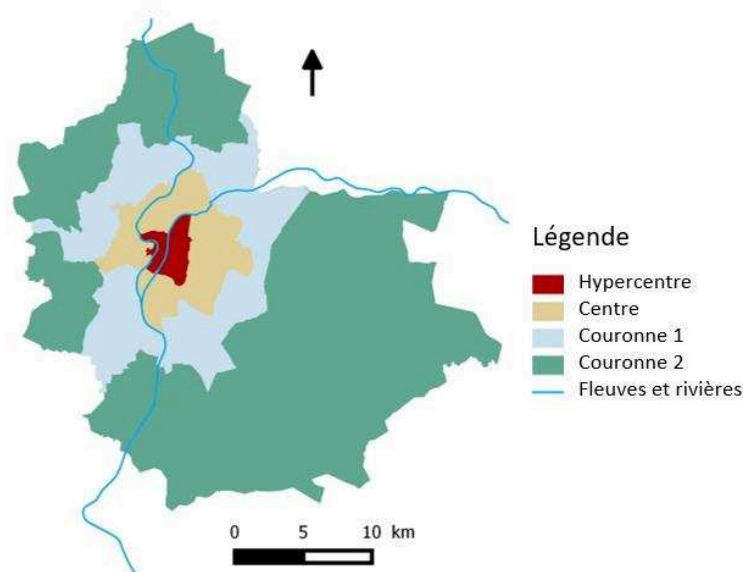 Légende
Hypercentre
Centre
Couronne 1
Couronne 2
Fleuves et rivières
0 5 10 km